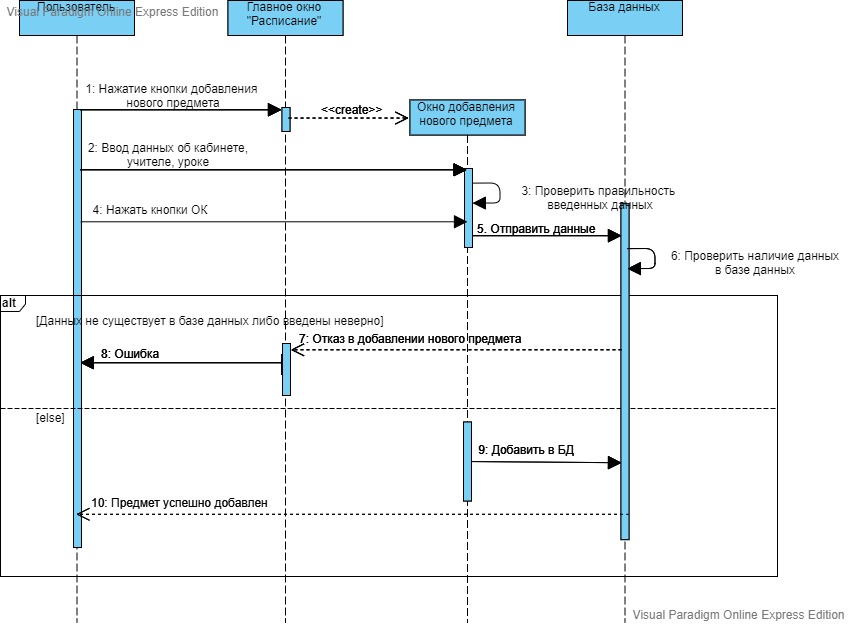 Visual Paradigm Online Express Edition
Пользователь
Главное окно
"Расписание"
База данных
1: Нажатие кнопки добавления
нового предмета
<<create>>
Окно добавления
нового предмета
2: Ввод данных об кабинете,
учителе, уроке
3: Проверить правильность
введенных данных
4: Нажать кнопки ОК
5. Отправить данные
6: Проверить наличие данных
в базе данных
alt
[Данных не существует в базе данных либо введены неверно]
7: Отказ в добавлении нового предмета
8: Ошибка
[else]
9: Добавить в БД
10: Предмет успешно добавлен
Visual Paradigm Online Express Edition